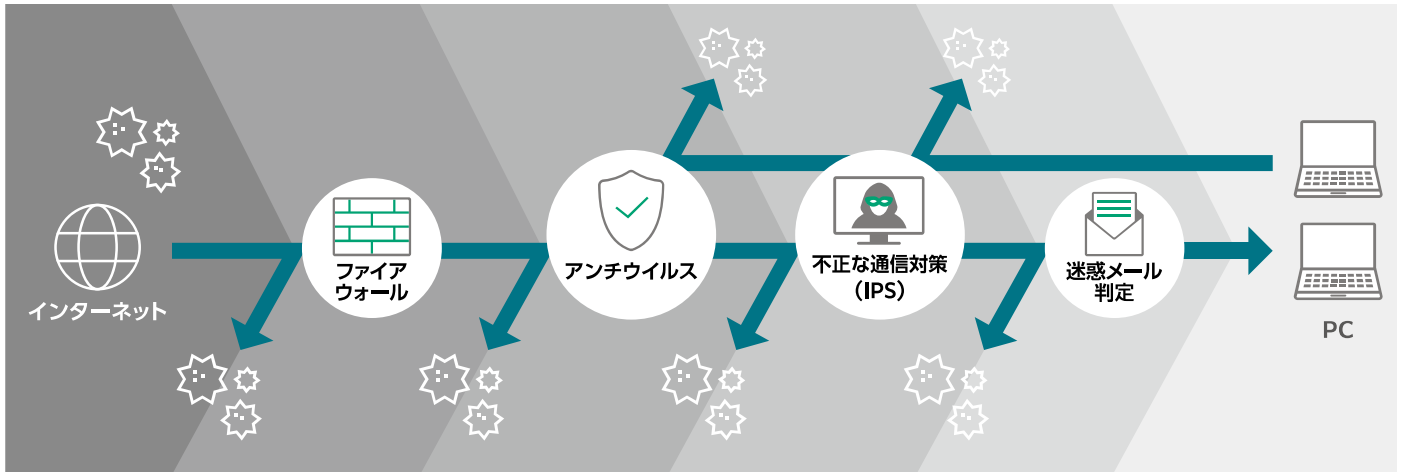 インターネット
ファイア
ウォール
アンチウイルス
不正な通信対策
（IPS）
迷惑メール
判定
PC